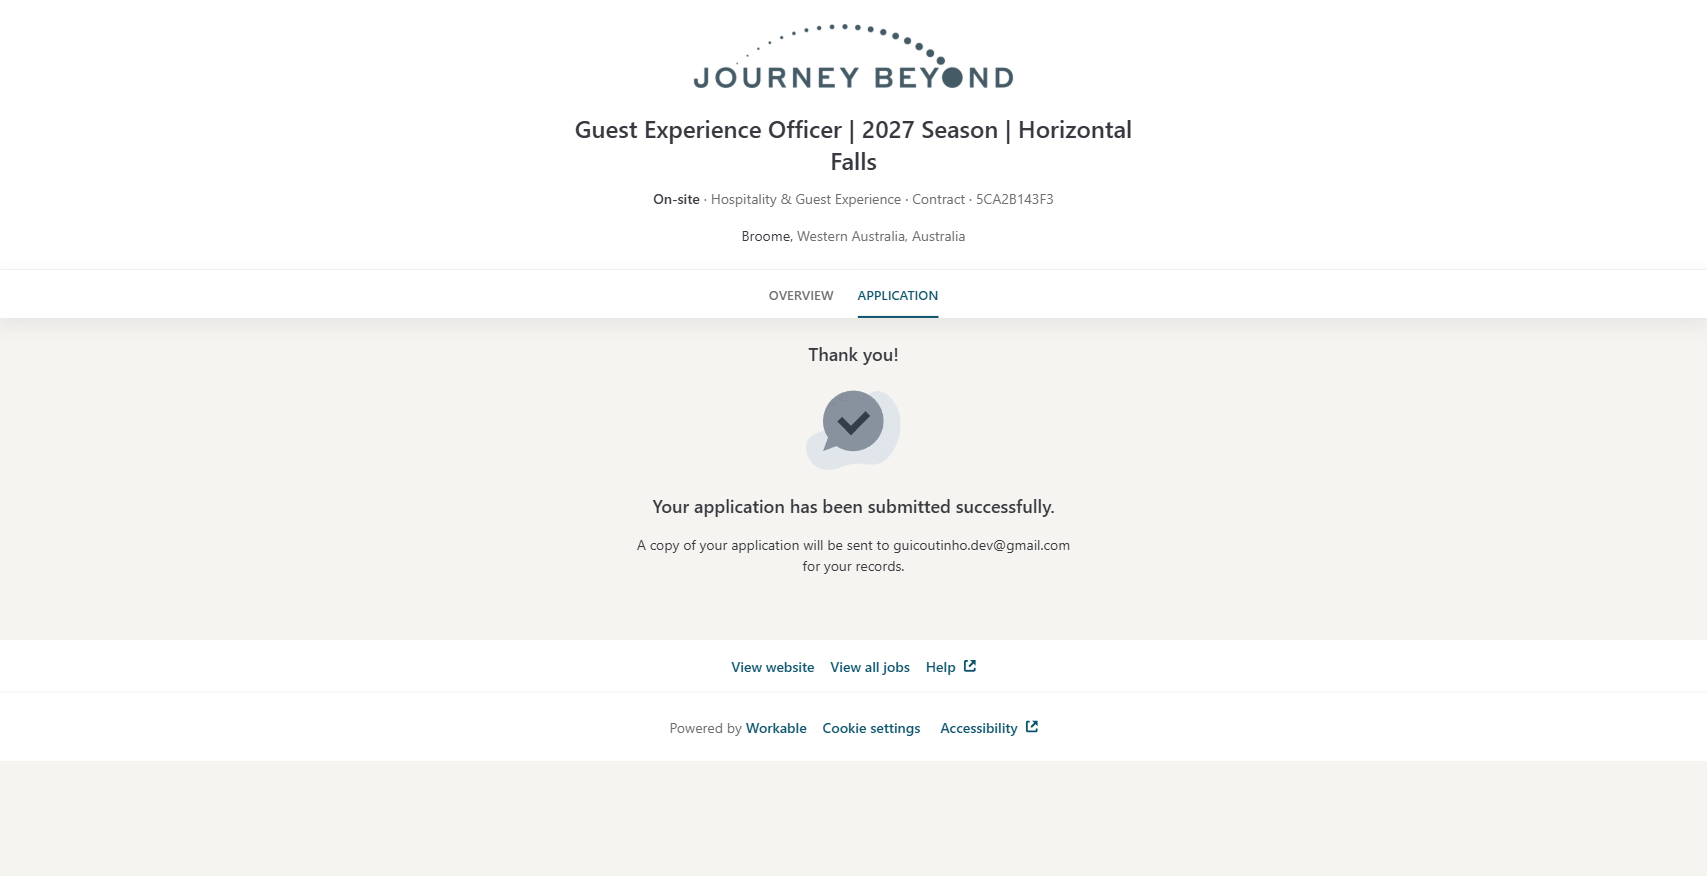 JOURNEY BEYOND
Guest Experience Officer | 2027 Season | Horizontal
Falls
On-site · Hospitality & Guest Experience · Contract · 5CA2B143F3
Broome, Western Australia, Australia
OVERVIEW APPLICATION
Thank you!
Your application has been submitted successfully.
A copy of your application will be sent to guicoutinho.dev@gmail.com
for your records.
View website View all jobs Help
Powered by Workable Cookie settings Accessibility